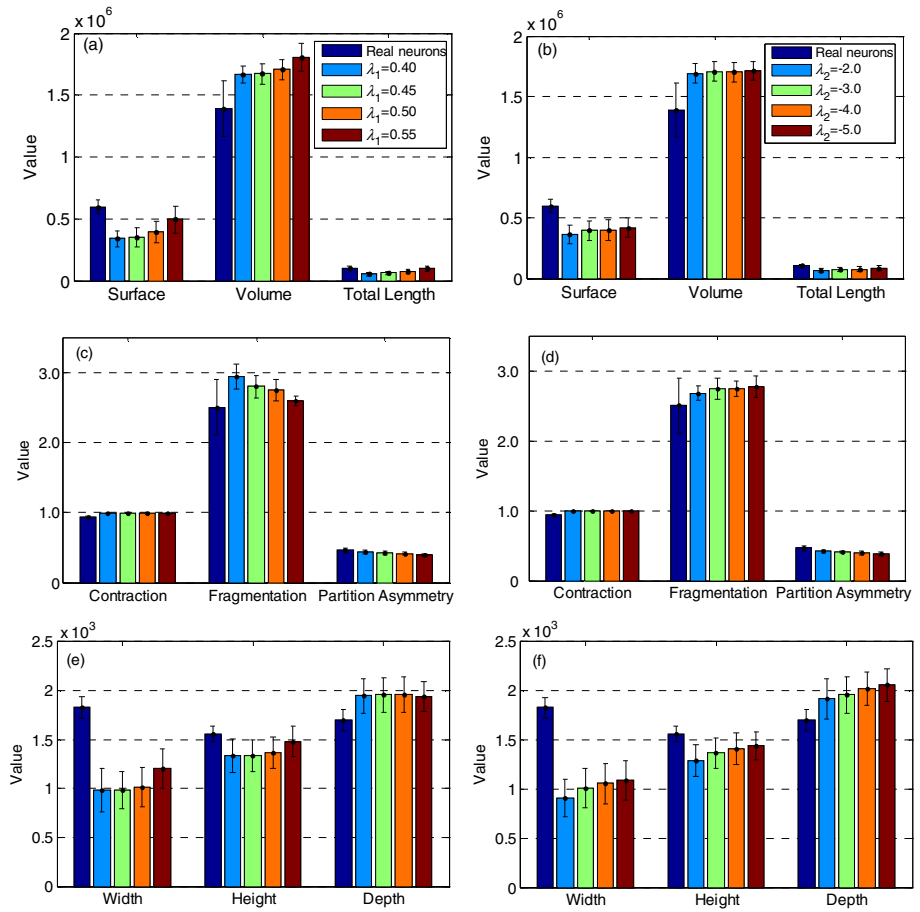 x 10^6
(a)
2
1.5
1
0.5
0
Value
Surface Volume Total Length
Real neurons
λ1=0.40
λ1=0.45
λ1=0.50
λ1=0.55
x 10^6
(b)
2
1.5
1
0.5
0
Value
Surface Volume Total Length
Real neurons
λ2=-2.0
λ2=-3.0
λ2=-4.0
λ2=-5.0
(c)
3.0
2.0
1.0
0
Value
Contraction Fragmentation Partition Asymmetry
(d)
3.0
2.0
1.0
0
Value
Contraction Fragmentation Partition Asymmetry
x 10^3
(e)
2.5
2
1.5
1
0.5
0
Value
Width Height Depth
x 10^3
(f)
2.5
2
1.5
1
0.5
0
Value
Width Height Depth